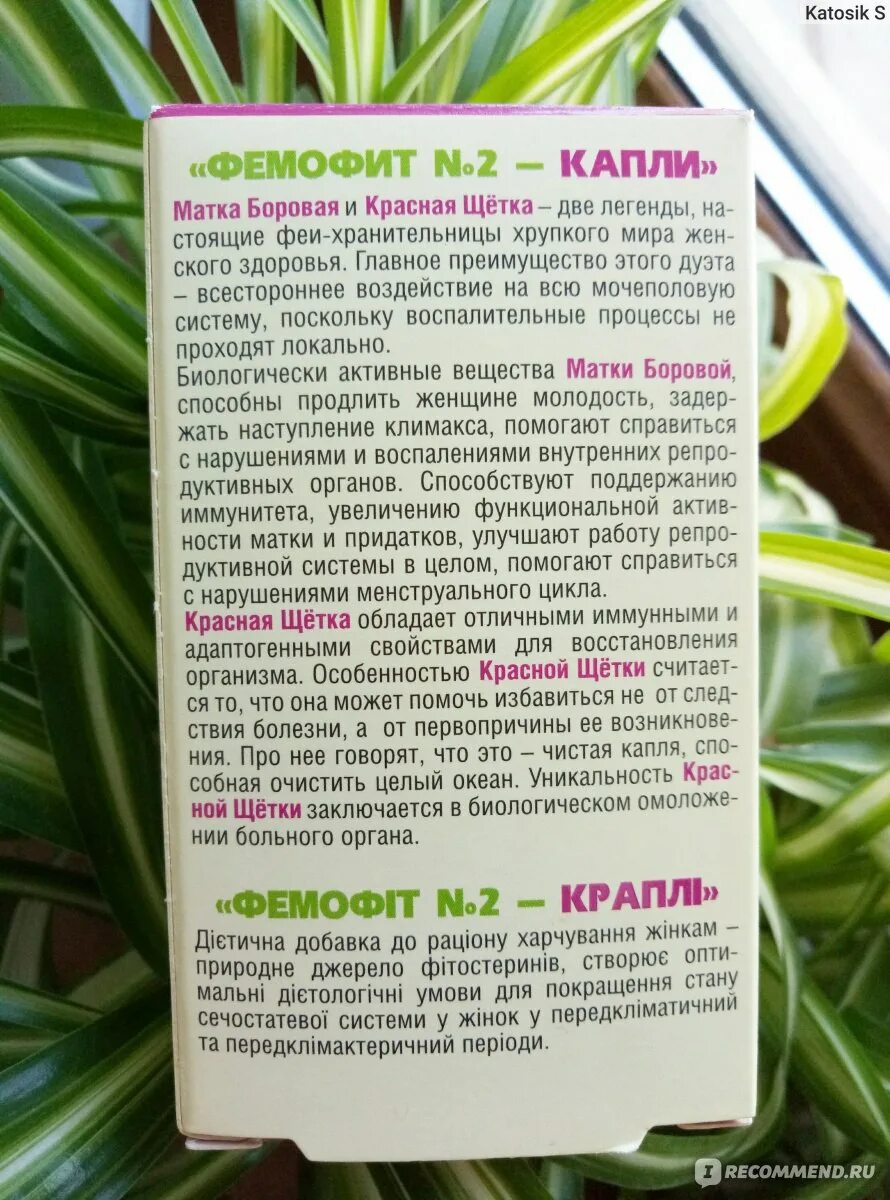 Katosik S
«ФЕМОФИТ №2 – КАПЛИ»
Матка Боровая и Красная Щётка – две легенды, на-
стоящие феи-хранительницы хрупкого мира жен-
ского здоровья. Главное преимущество этого дуэта
– всестороннее воздействие на всю мочеполовую
систему, поскольку воспалительные процессы не
проходят локально.
Биологически активные вещества Матки Боровой,
способны продлить женщине молодость, задер-
жать наступление климакса, помогают справиться
с нарушениями и воспалениями внутренних репро-
дуктивных органов. Способствуют поддержанию
иммунитета, увеличению функциональной актив-
ности матки и придатков, улучшают работу репро-
дуктивной системы в целом, помогают справиться
с нарушениями менструального цикла.
Красная Щётка обладает отличными иммунными и
адаптогенными свойствами для восстановления
организма. Особенностью Красной Щётки считает-
ся то, что она может помочь избавиться не от след-
ствия болезни, а от первопричины ее возникнове-
ния. Про нее говорят, что это – чистая капля, спо-
собная очистить целый океан. Уникальность Крас-
ной Щётки заключается в биологическом омоложе-
нии больного органа.
«ФЕМОФІТ №2 – КРАПЛІ»
Дієтична добавка до раціону харчування жінкам –
природне джерело фітостеринів, створює опти-
мальні дієтологічні умови для покращення стану
сечостатевої системи у жінок у передкліматичний
та передклімактеричний періоди.
IRECOMMEND.RU